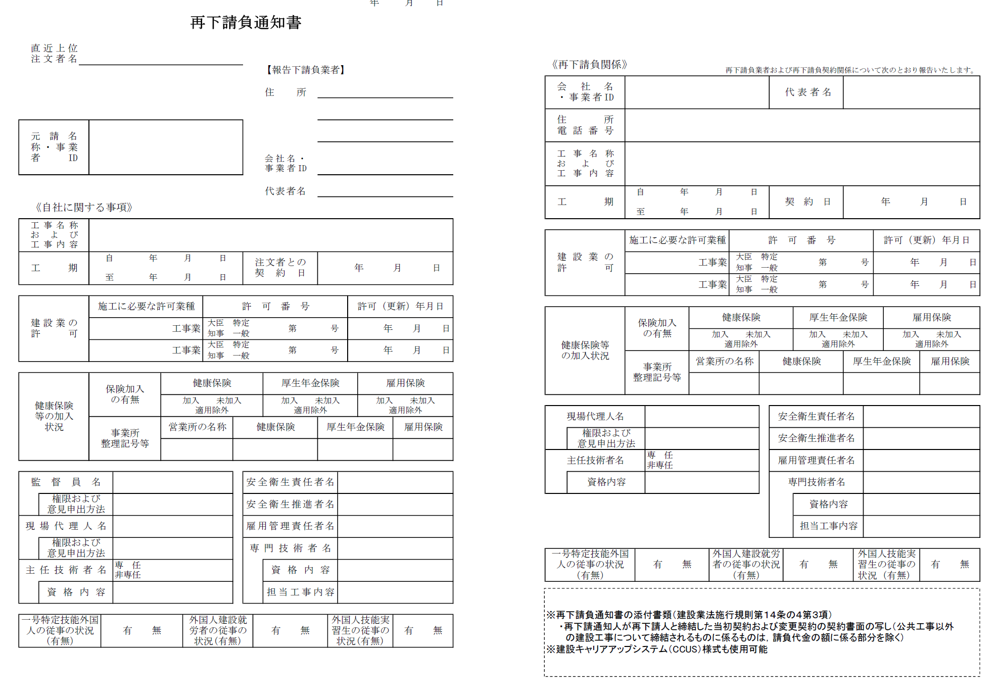 年 月 日
再下請負通知書
直近上位
注文者名
【報告下請負業者】
住 所
元請名
称・事業
者 ID
会社名・
事業者ID
代表者名
《自社に関する事項》
工事名称
および
工事内容
工 期
自 年 月 日
至 年 月 日
注文者との
契約日
年 月 日
建設業の
許 可
施工に必要な許可業種 許可番号 許可（更新）年月日
工事業 大臣 特定
知事 一般 第 号 年 月 日
工事業 大臣 特定
知事 一般 第 号 年 月 日
健康保険
等の加入
状況
保険加入
の有無
健康保険 厚生年金保険 雇用保険
加入 未加入 加入 未加入 加入 未加入
適用除外 適用除外 適用除外
事業所
整理記号等
営業所の名称 健康保険 厚生年金保険 雇用保険
監督員名
権限および
意見申出方法
現場代理人名
権限および
意見申出方法
主任技術者名 専 任
非専任
資格内容
安全衛生責任者名
安全衛生推進者名
雇用管理責任者名
専門技術者名
資格内容
担当工事内容
一号特定技能外国
人の従事の状況
（有無）
有 無
外国人建設就
労者の従事の
状況（有無）
有 無
外国人技能実
習生の従事の
状況（有無）
有 無
《再下請負関係》
再下請負業者および再下請負契約関係について次のとおり報告いたします。
会社名
・事業者ID
代表者名
住 所
電話番号
工事名称
および
工事内容
工 期
自 年 月 日
至 年 月 日
契約日
年 月 日
建設業の
許 可
施工に必要な許可業種 許可番号 許可（更新）年月日
工事業 大臣 特定
知事 一般 第 号 年 月 日
工事業 大臣 特定
知事 一般 第 号 年 月 日
健康保険等
の加入状況
保険加入
の有無
健康保険 厚生年金保険 雇用保険
加入 未加入 加入 未加入 加入 未加入
適用除外 適用除外 適用除外
事業所
整理記号等
営業所の名称 健康保険 厚生年金保険 雇用保険
現場代理人名
権限および
意見申出方法
主任技術者名 専 任
非専任
資格内容
安全衛生責任者名
安全衛生推進者名
雇用管理責任者名
専門技術者名
資格内容
担当工事内容
一号特定技能外国
人の従事の状況
（有無）
有 無
外国人建設就労
者の従事の状況
（有無）
有 無
外国人技能実
習生の従事の
状況（有無）
有 無
※再下請負通知書の添付書類（建設業法施行規則第１４条の４第３項）
・再下請通知人が再下請人と締結した当初契約および変更契約の契約書面の写し（公共工事以外
の建設工事について締結されるものに係るものは，請負代金の額に係る部分を除く）
※建設キャリアアップシステム（ＣＣＵＳ）様式も使用可能